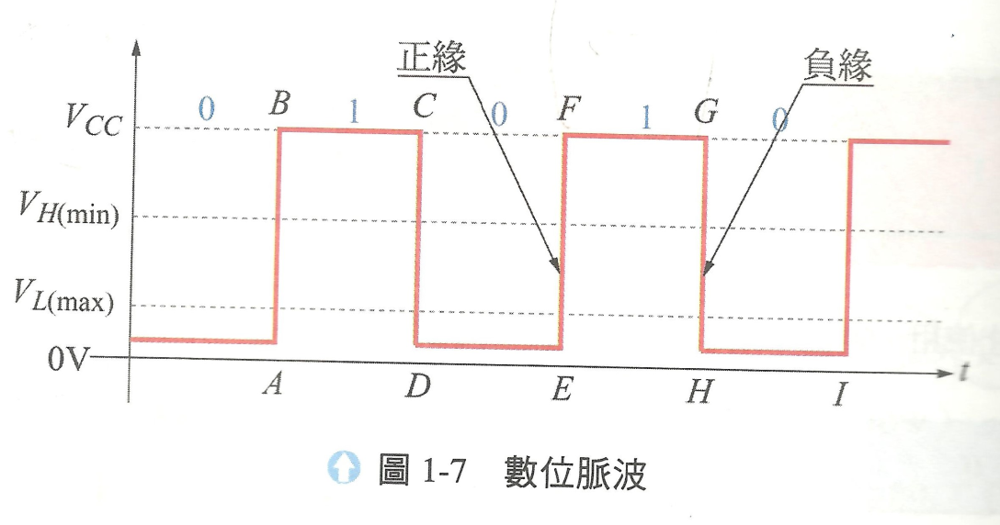 正緣
負緣
0 B 1 C 0 F 1 G 0
VCC
VH(min)
VL(max)
0V
t
A D E H I
圖 1-7 數位脈波